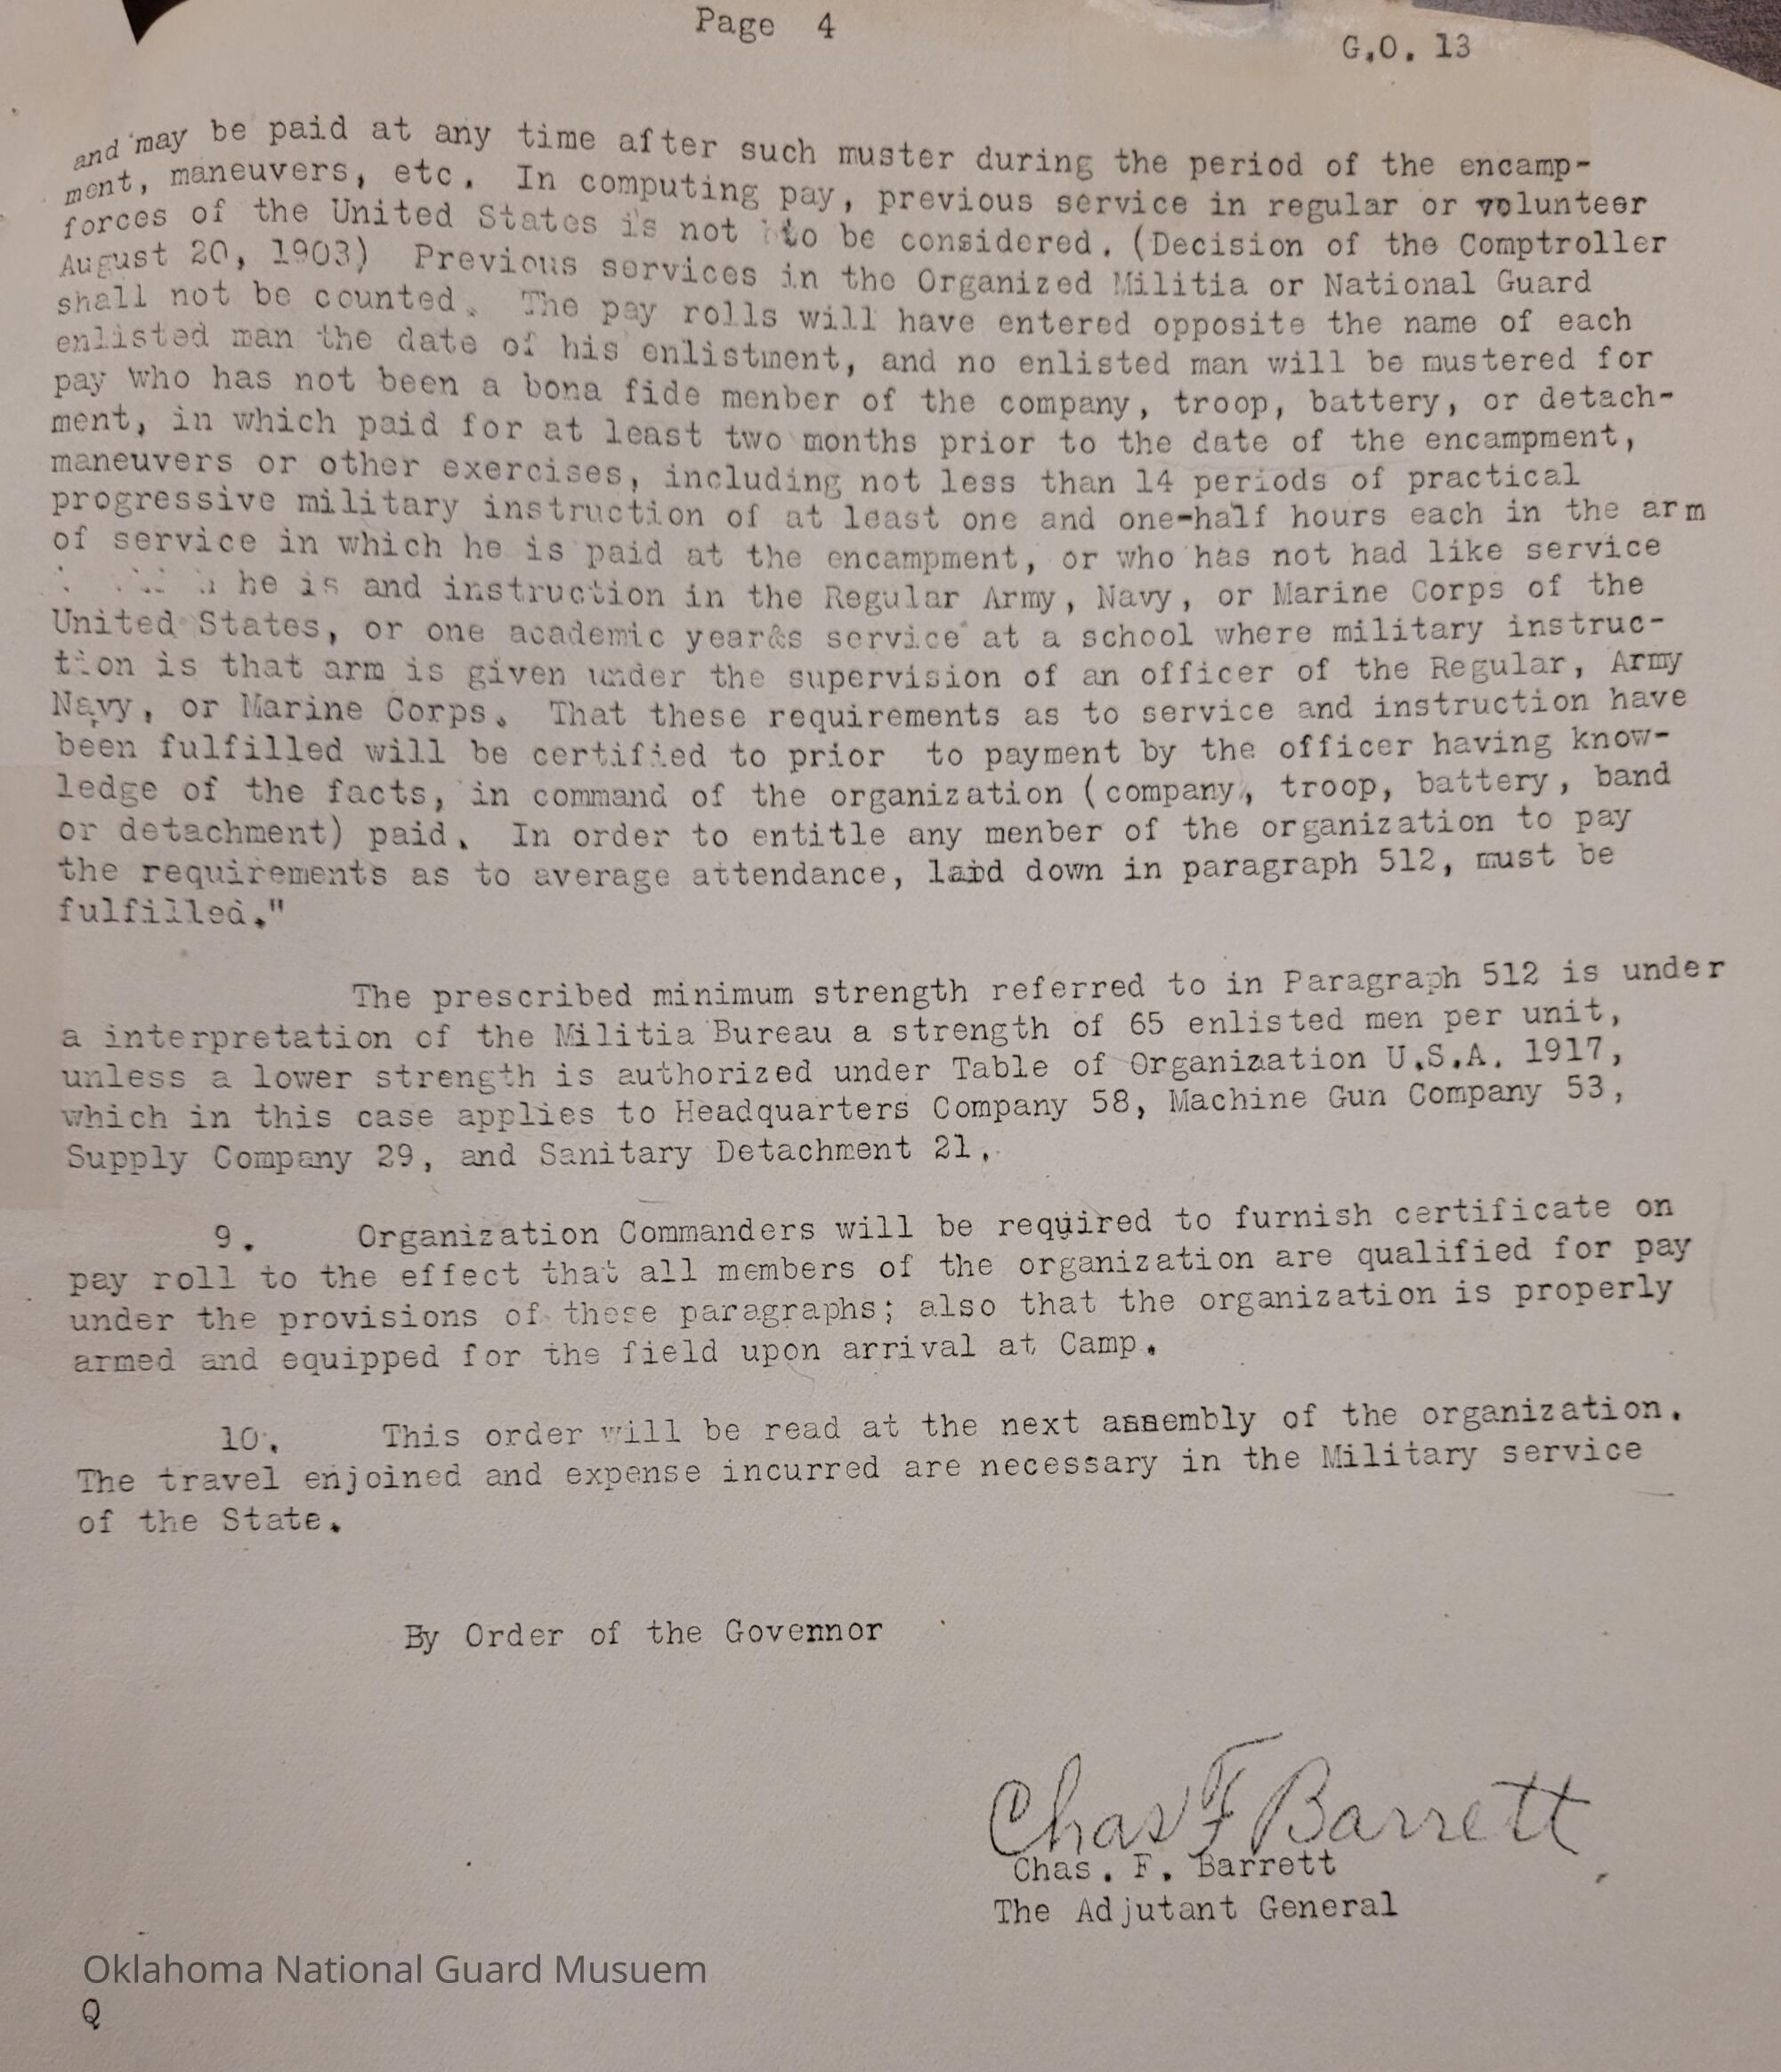 Page 4
G.O. 13
and may be paid at any time after such muster during the period of the encamp-
ment, maneuvers, etc. In computing pay, previous service in regular or volunteer
forces of the United States is not to be considered. (Decision of the Comptroller
August 20, 1903) Previous services in the Organized Militia or National Guard
shall not be counted. The pay rolls will have entered opposite the name of each
enlisted man the date of his enlistment, and no enlisted man will be mustered for
pay who has not been a bona fide menber of the company, troop, battery, or detach-
ment, in which paid for at least two months prior to the date of the encampment,
maneuvers or other exercises, including not less than 14 periods of practical
progressive military instruction of at least one and one-half hours each in the arm
of service in which he is paid at the encampment, or who has not had like service
he is and instruction in the Regular Army, Navy, or Marine Corps of the
United States, or one academic year&s service at a school where military instruc-
tion is that arm is given under the supervision of an officer of the Regular, Army
Navy, or Marine Corps. That these requirements as to service and instruction have
been fulfilled will be certified to prior to payment by the officer having know-
ledge of the facts, in command of the organization (company, troop, battery, band
or detachment) paid. In order to entitle any menber of the organization to pay
the requirements as to average attendance, laid down in paragraph 512, must be
fulfilled."
The prescribed minimum strength referred to in Paragraph 512 is under
a interpretation of the Militia Bureau a strength of 65 enlisted men per unit,
unless a lower strength is authorized under Table of Organization U.S.A. 1917,
which in this case applies to Headquarters Company 58, Machine Gun Company 53,
Supply Company 29, and Sanitary Detachment 21.
9. Organization Commanders will be required to furnish certificate on
pay roll to the effect that all members of the organization are qualified for pay
under the provisions of these paragraphs; also that the organization is properly
armed and equipped for the field upon arrival at Camp.
10. This order will be read at the next assembly of the organization.
The travel enjoined and expense incurred are necessary in the Military service
of the State.
By Order of the Govennor
Chas F Barrett
Chas. F. Barrett
The Adjutant General
Oklahoma National Guard Musuem
Q